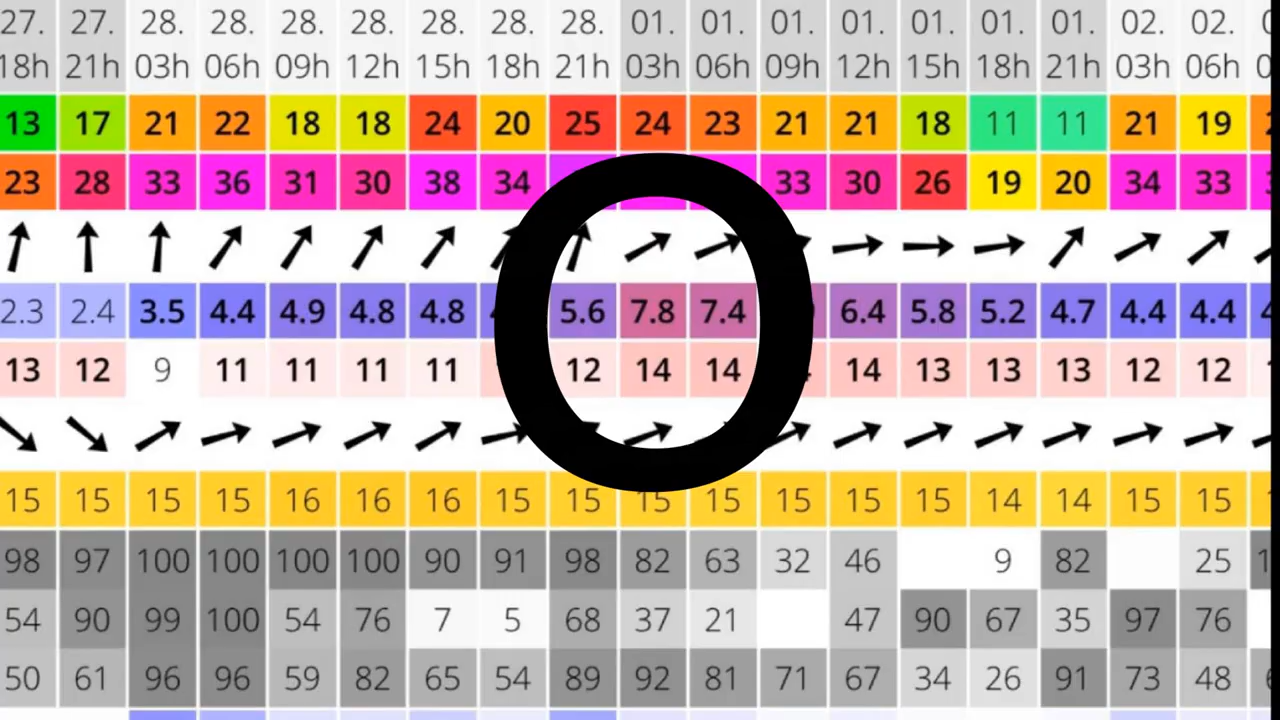 27. 27. 28. 28. 28. 28. 28. 28. 28. 01. 01. 01. 01. 01. 01. 01. 02. 02.
18h 21h 03h 06h 09h 12h 15h 18h 21h 03h 06h 09h 12h 15h 18h 21h 03h 06h
13 17 21 22 18 18 24 20 25 24 23 21 21 18 11 11 21 19
23 28 33 36 31 30 38 34 33 30 26 19 20 34 33
O
2.3 2.4 3.5 4.4 4.9 4.8 4.8 5.6 7.8 7.4 6.4 5.8 5.2 4.7 4.4 4.4
13 12 9 11 11 11 11 12 14 14 14 13 13 13 12 12
15 15 15 15 16 16 16 15 15 15 15 15 15 15 14 14 15 15
98 97 100 100 100 100 90 91 98 82 63 32 46 9 82 25
54 90 99 100 54 76 7 5 68 37 21 47 90 67 35 97 76
50 61 96 96 59 82 65 54 89 92 81 71 67 34 26 91 73 48